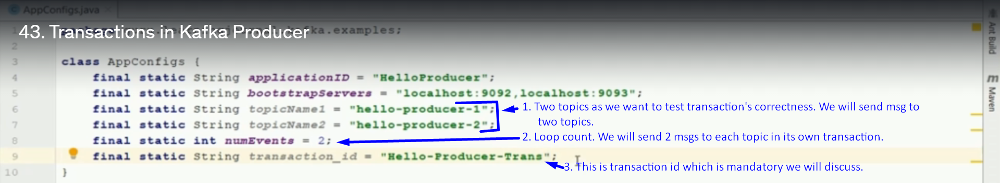 AppConfigs.java
43. Transactions in Kafka Producer
1 package kafka.examples;
2
3 class AppConfigs {
4 final static String applicationID = "HelloProducer";
5 final static String bootstrapServers = "localhost:9092,localhost:9093";
6 final static String topicName1 = "hello-producer-1";
7 final static String topicName2 = "hello-producer-2";
8 final static int numEvents = 2;
9 final static String transaction_id = "Hello-Producer-Trans";
10 }
1. Two topics as we want to test transaction's correctness. We will send msg to
two topics.
2. Loop count. We will send 2 msgs to each topic in its own transaction.
3. This is transaction id which is mandatory we will discuss.
Ant Build
m Maven